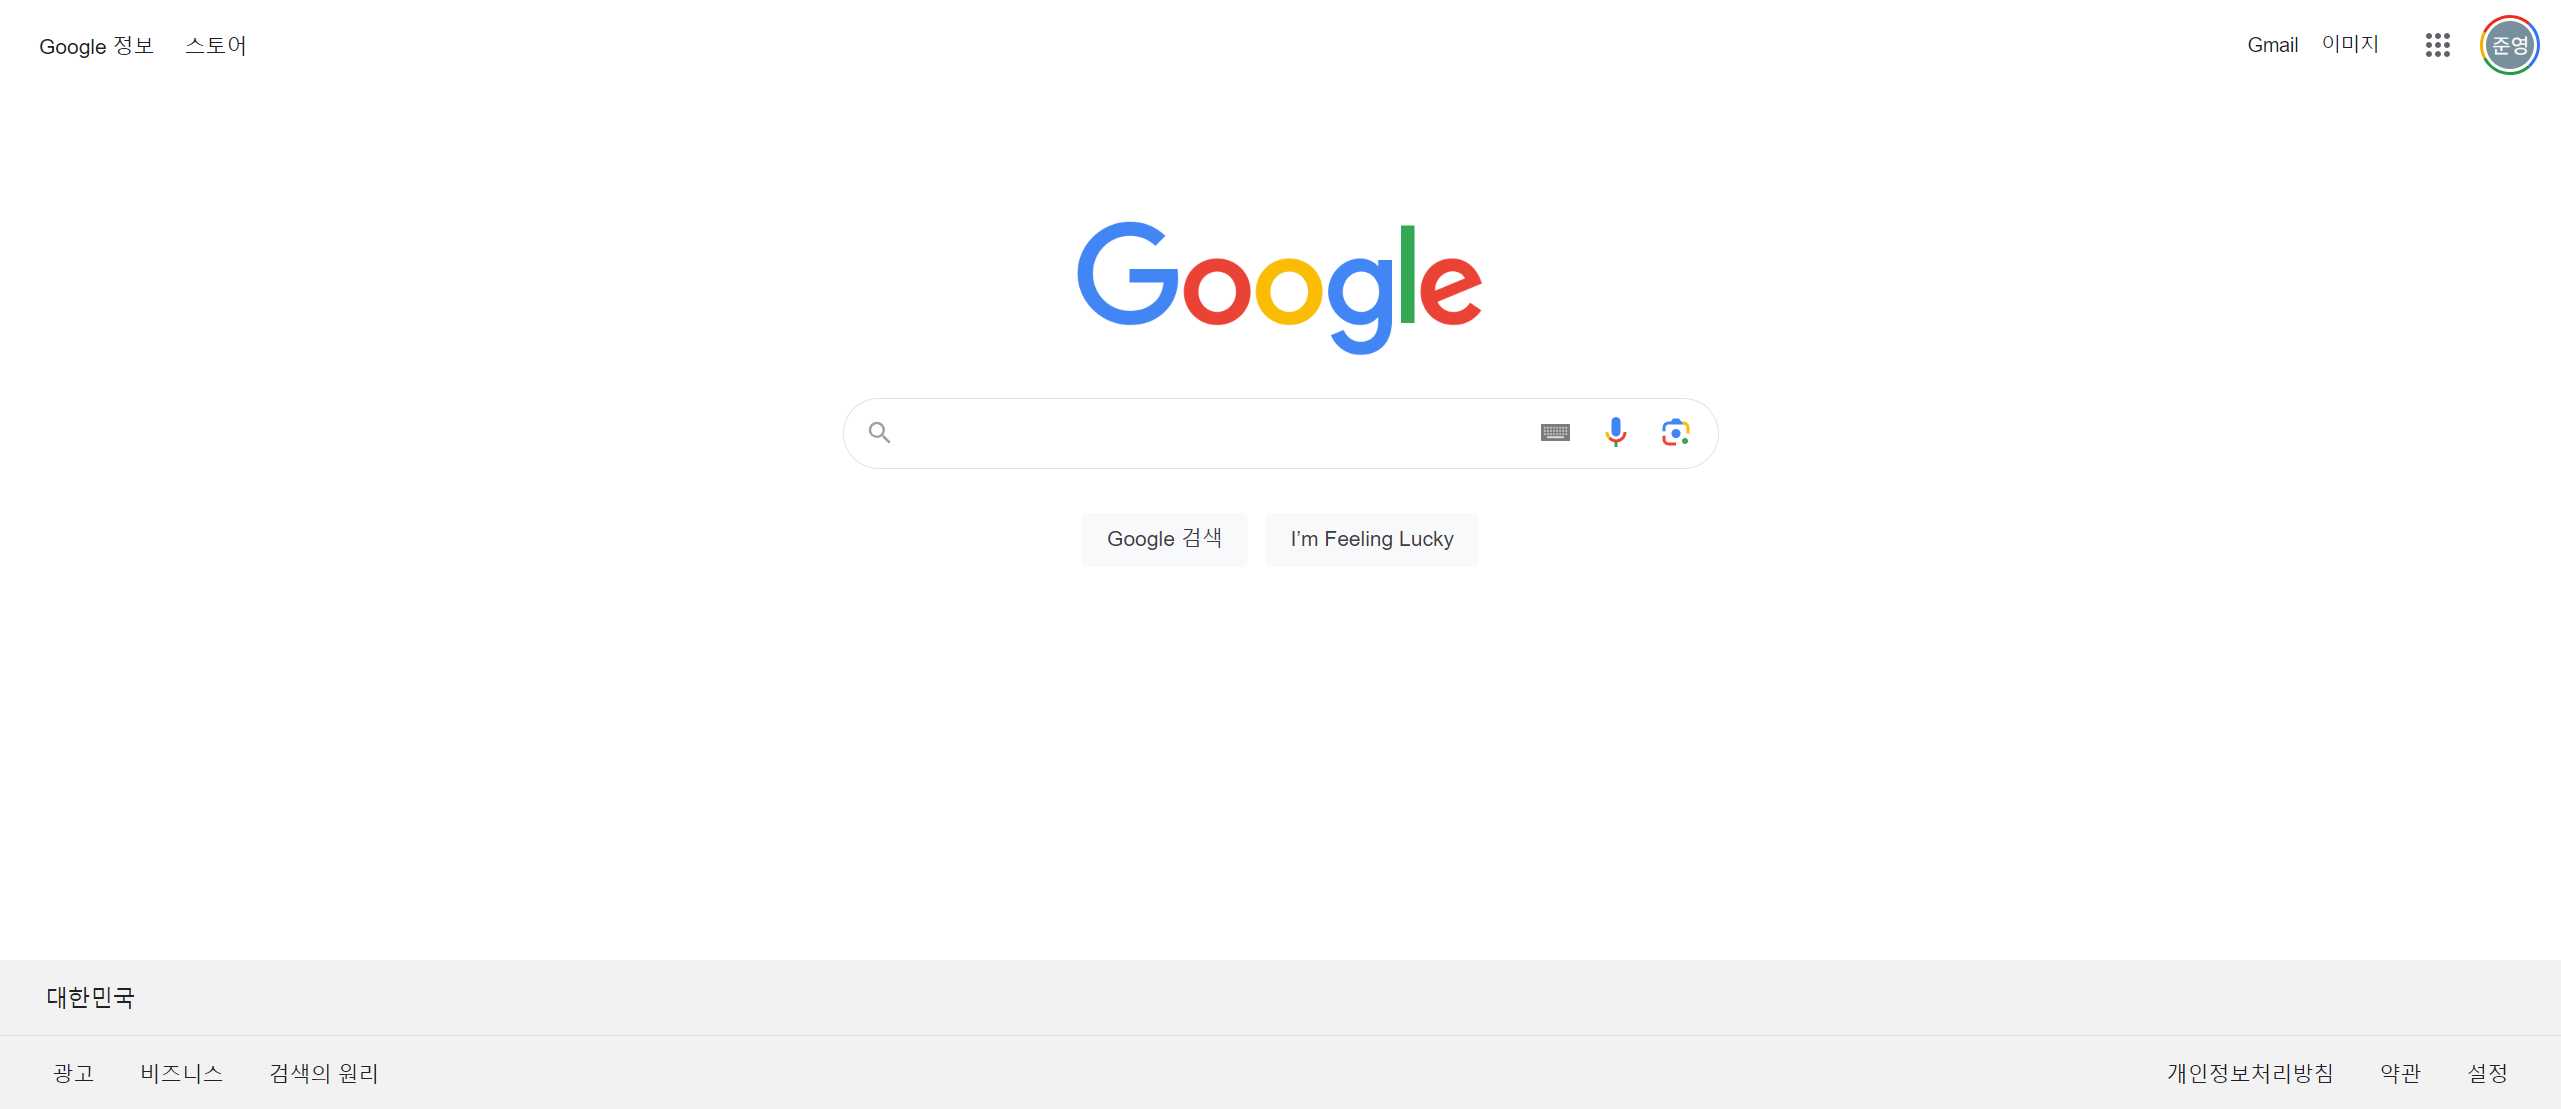 Google 정보 스토어 Gmail 이미지 준영
Google
Google 검색 I’m Feeling Lucky
대한민국
광고 비즈니스 검색의 원리 개인정보처리방침 약관 설정